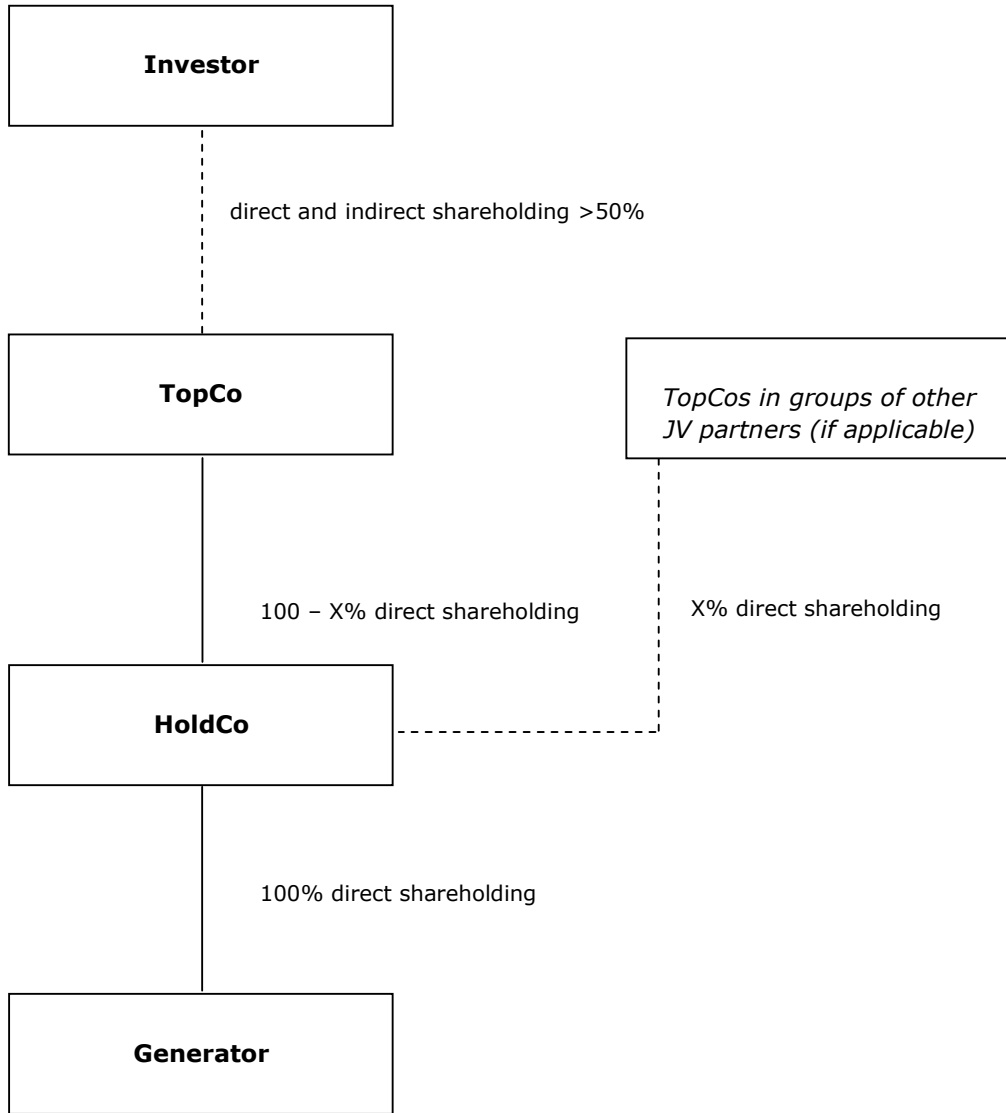 Investor
direct and indirect shareholding >50%
TopCo
TopCos in groups of other
JV partners (if applicable)
100 – X% direct shareholding
X% direct shareholding
HoldCo
100% direct shareholding
Generator